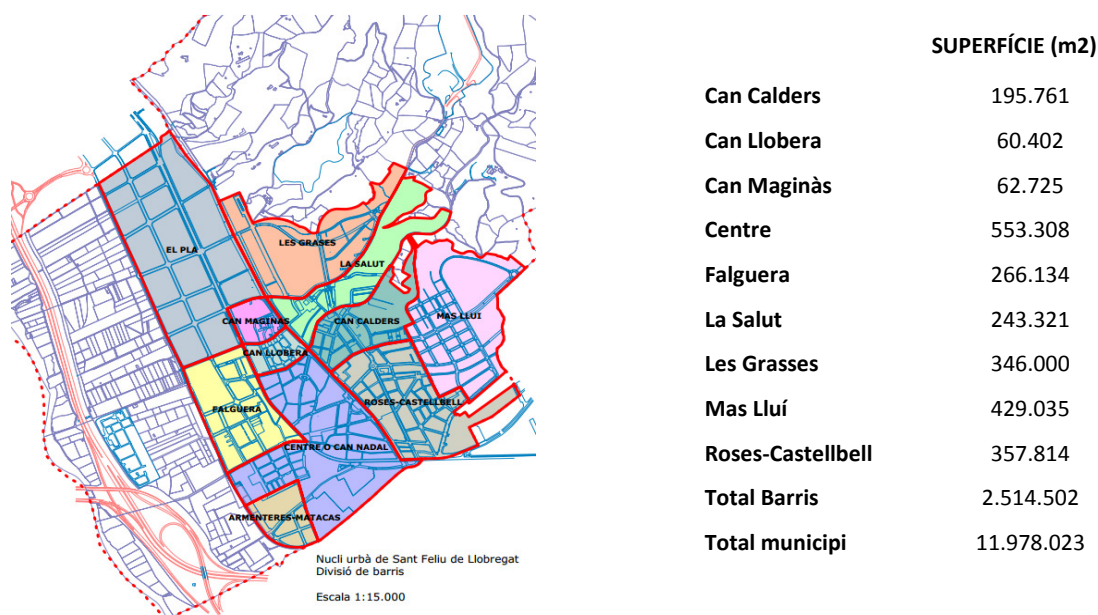 EL PLA
LES GRASES
LA SALUT
CAN MAGINAS
CAN CALDERS
MAS LLUI
CAN LLOBERA
FALGUERA
ROSES-CASTELLBELL
CENTRE O CAN NADAL
ARMENTERES-MATACAS
Nucli urbà de Sant Feliu de Llobregat
Divisió de barris
Escala 1:15.000
SUPERFÍCIE (m2)
Can Calders 195.761
Can Llobera 60.402
Can Maginàs 62.725
Centre 553.308
Falguera 266.134
La Salut 243.321
Les Grasses 346.000
Mas Lluí 429.035
Roses-Castellbell 357.814
Total Barris 2.514.502
Total municipi 11.978.023